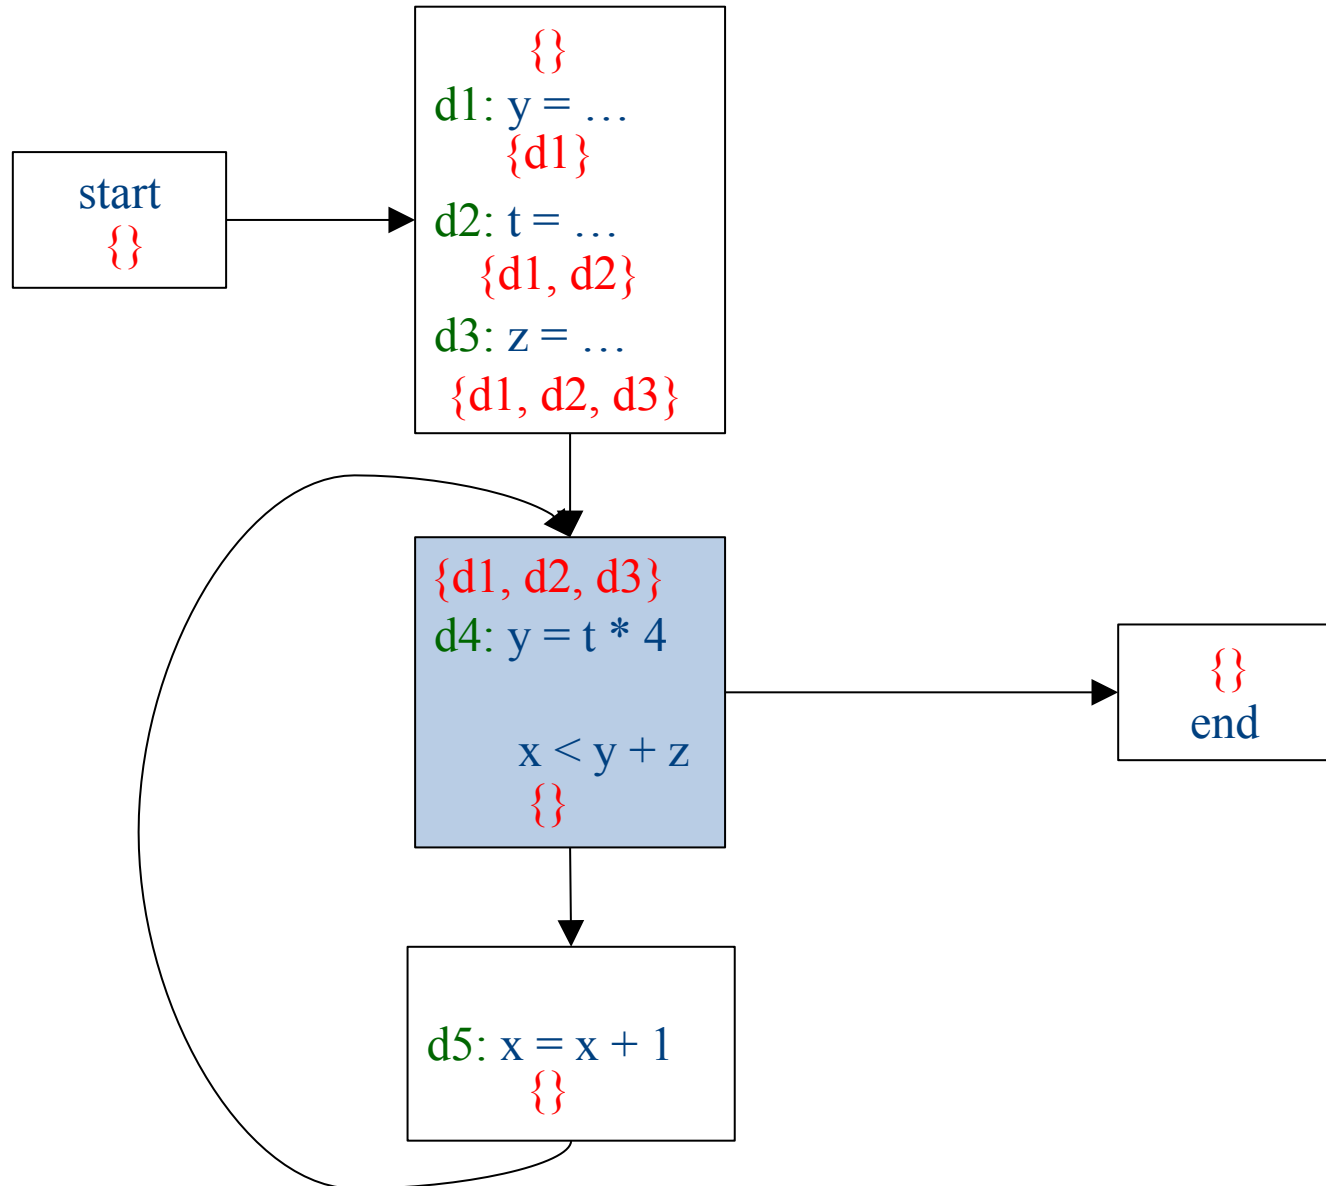 start
{}
{}
d1: y = …
{d1}
d2: t = …
{d1, d2}
d3: z = …
{d1, d2, d3}
{d1, d2, d3}
d4: y = t * 4
x < y + z
{}
{}
end
d5: x = x + 1
{}